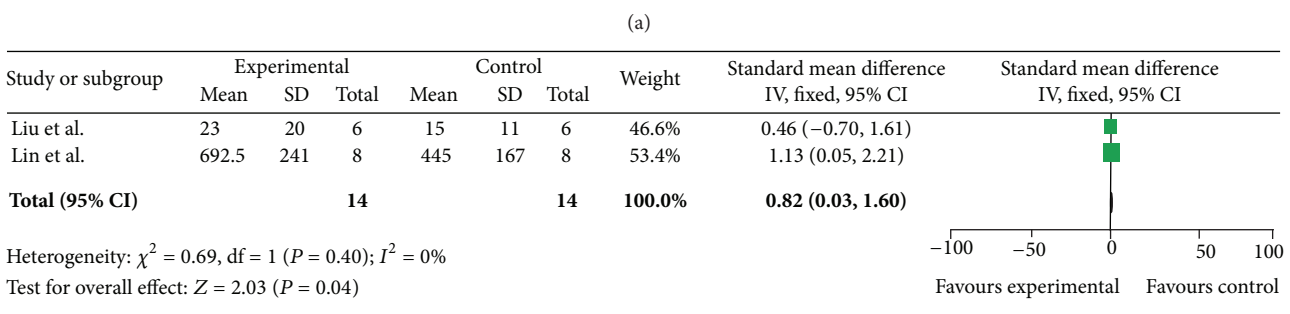 (a)
Study or subgroup Experimental Control Weight Standard mean difference Standard mean difference
Mean SD Total Mean SD Total IV, fixed, 95% CI IV, fixed, 95% CI
Liu et al. 23 20 6 15 11 6 46.6% 0.46 (−0.70, 1.61)
Lin et al. 692.5 241 8 445 167 8 53.4% 1.13 (0.05, 2.21)
Total (95% CI) 14 14 100.0% 0.82 (0.03, 1.60)
−100 −50 0 50 100
Heterogeneity: χ² = 0.69, df = 1 (P = 0.40); I² = 0%
Test for overall effect: Z = 2.03 (P = 0.04)
Favours experimental Favours control